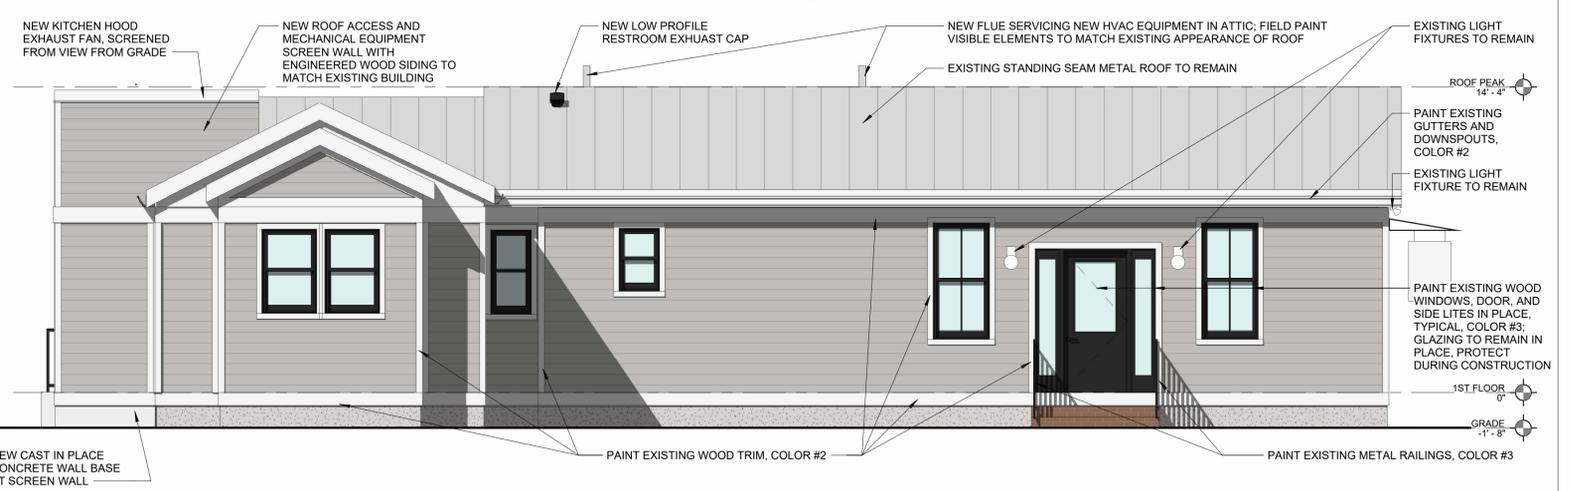 NEW KITCHEN HOOD
EXHAUST FAN, SCREENED
FROM VIEW FROM GRADE
NEW ROOF ACCESS AND
MECHANICAL EQUIPMENT
SCREEN WALL WITH
ENGINEERED WOOD SIDING TO
MATCH EXISTING BUILDING
NEW LOW PROFILE
RESTROOM EXHUAST CAP
NEW FLUE SERVICING NEW HVAC EQUIPMENT IN ATTIC; FIELD PAINT
VISIBLE ELEMENTS TO MATCH EXISTING APPEARANCE OF ROOF
EXISTING STANDING SEAM METAL ROOF TO REMAIN
EXISTING LIGHT
FIXTURES TO REMAIN
ROOF PEAK
14' - 4"
PAINT EXISTING
GUTTERS AND
DOWNSPOUTS,
COLOR #2
EXISTING LIGHT
FIXTURE TO REMAIN
PAINT EXISTING WOOD
WINDOWS, DOOR, AND
SIDE LITES IN PLACE,
TYPICAL, COLOR #3;
GLAZING TO REMAIN IN
PLACE, PROTECT
DURING CONSTRUCTION
1ST FLOOR
0"
GRADE
-1' - 8"
EW CAST IN PLACE
ONCRETE WALL BASE
T SCREEN WALL
PAINT EXISTING WOOD TRIM, COLOR #2
PAINT EXISTING METAL RAILINGS, COLOR #3